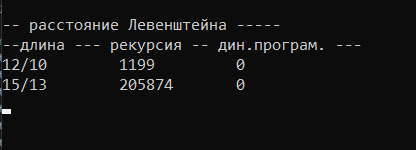 -- расстояние Левенштейна -----
--длина --- рекурсия -- дин.програм. ---
12/10 1199 0
15/13 205874 0